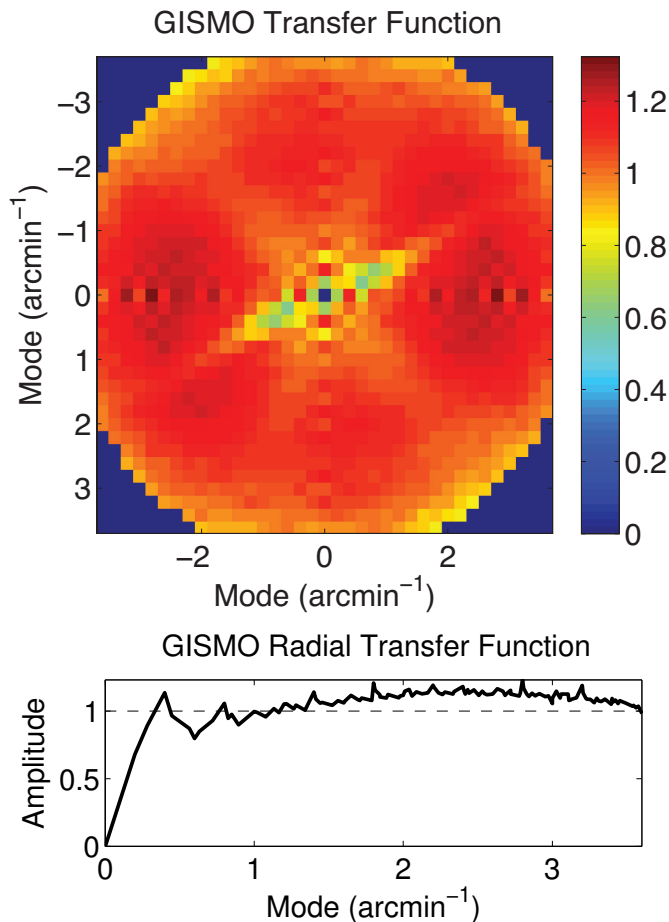 GISMO Transfer Function
−3
−2
−1
0
1
2
3
Mode (arcmin⁻¹)
−2 0 2
Mode (arcmin⁻¹)
1.2
1
0.8
0.6
0.4
0.2
0
GISMO Radial Transfer Function
1
0.5
0
Amplitude
0 1 2 3
Mode (arcmin⁻¹)